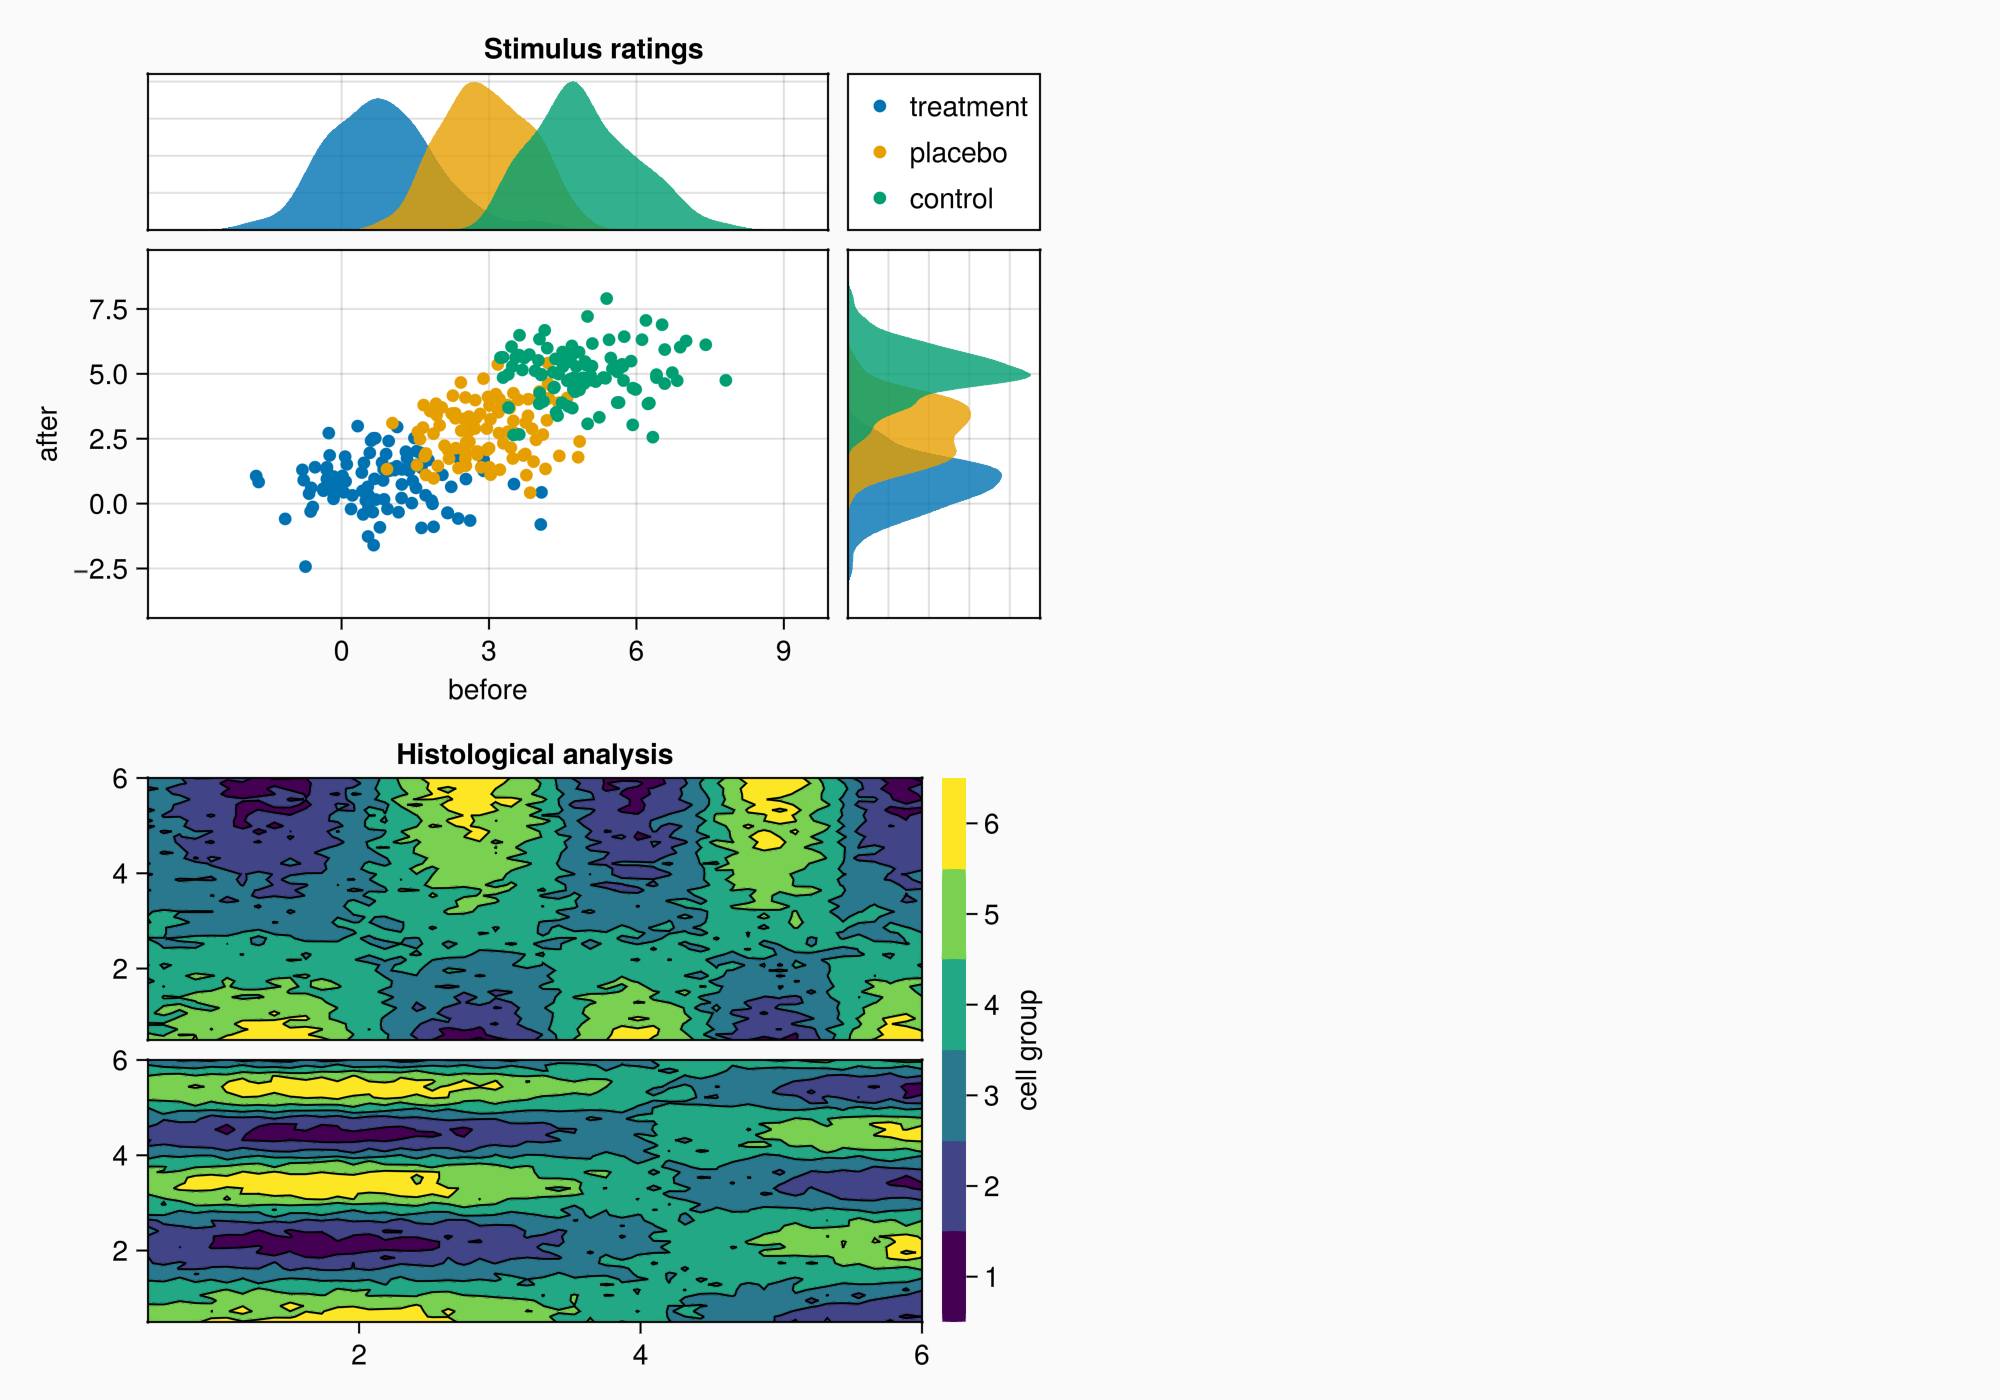 Stimulus ratings
treatment
placebo
control
7.5
5.0
2.5
0.0
−2.5
after
0 3 6 9
before
Histological analysis
6
4
2
6
4
2
2 4 6
6
5
4
3
2
1
cell group